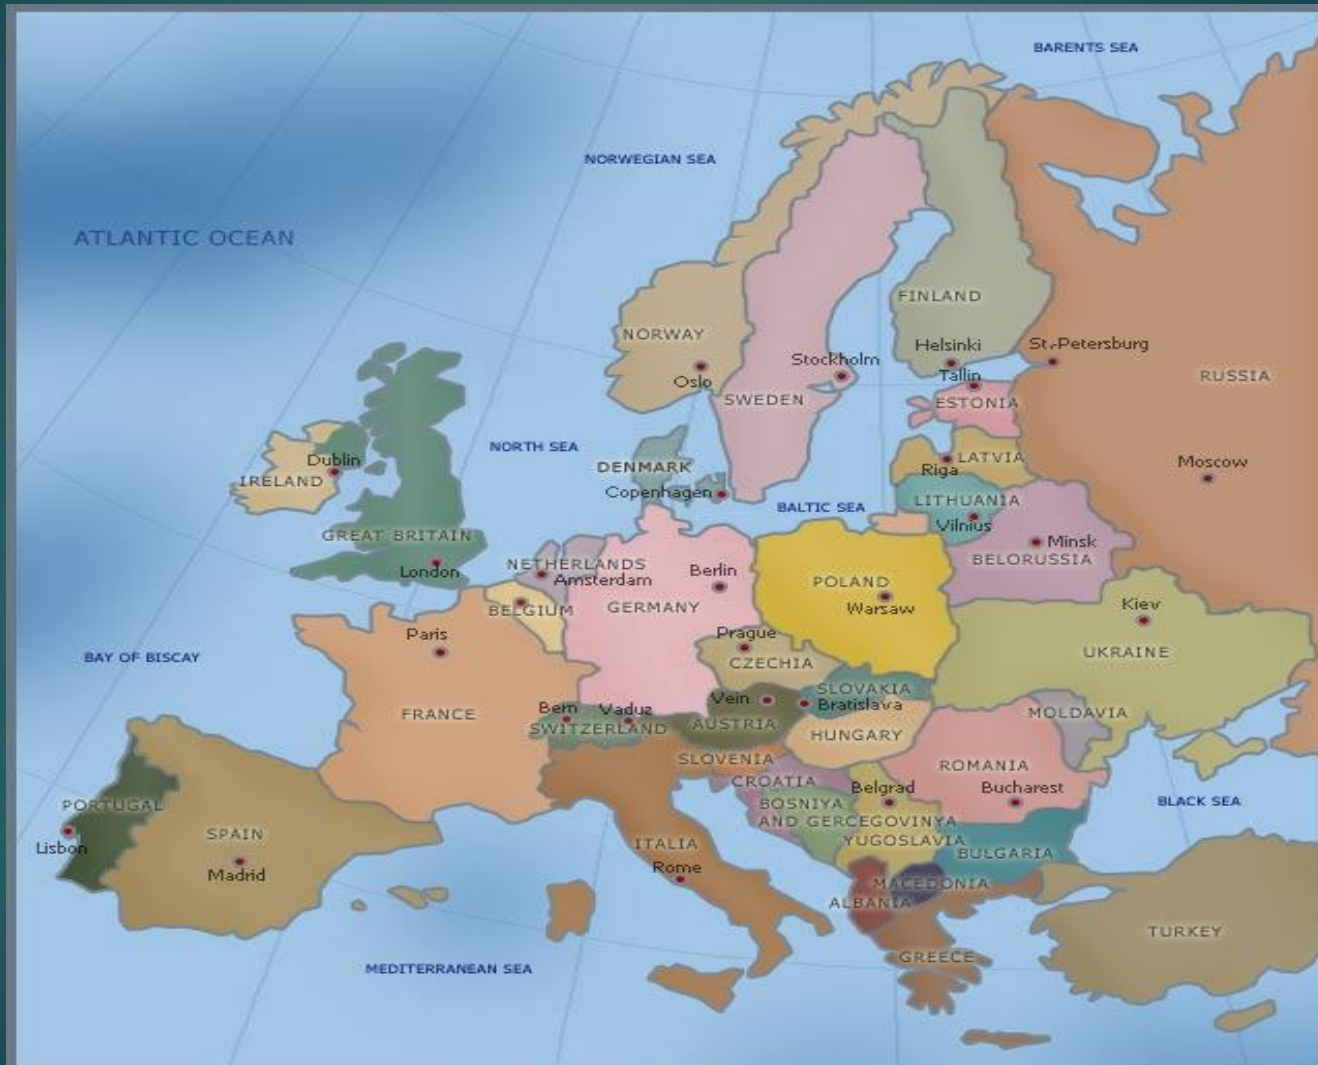 BARENTS SEA
NORWEGIAN SEA
ATLANTIC OCEAN
FINLAND
NORWAY
Helsinki
St.-Petersburg
Stockholm
Oslo
Tallin
RUSSIA
SWEDEN
ESTONIA
NORTH SEA
Dublin
DENMARK
LATVIA
Riga
Moscow
IRELAND
Copenhagen
LITHUANIA
BALTIC SEA
Vilnius
GREAT BRITAIN
Minsk
NETHERLANDS
BELORUSSIA
London
Amsterdam
Berlin
POLAND
BELGIUM
GERMANY
Warsaw
Kiev
Paris
Prague
UKRAINE
BAY OF BISCAY
CZECHIA
SLOVAKIA
Vein
Bratislava
Bern
Vaduz
FRANCE
MOLDAVIA
SWITZERLAND
AUSTRIA
HUNGARY
SLOVENIA
ROMANIA
CROATIA
Belgrad
Bucharest
BLACK SEA
PORTUGAL
BOSNIYA
AND GERCEGOVINYA
SPAIN
ITALIA
YUGOSLAVIA
Lisbon
BULGARIA
Rome
Madrid
MACEDONIA
ALBANIA
TURKEY
GREECE
MEDITERRANEAN SEA